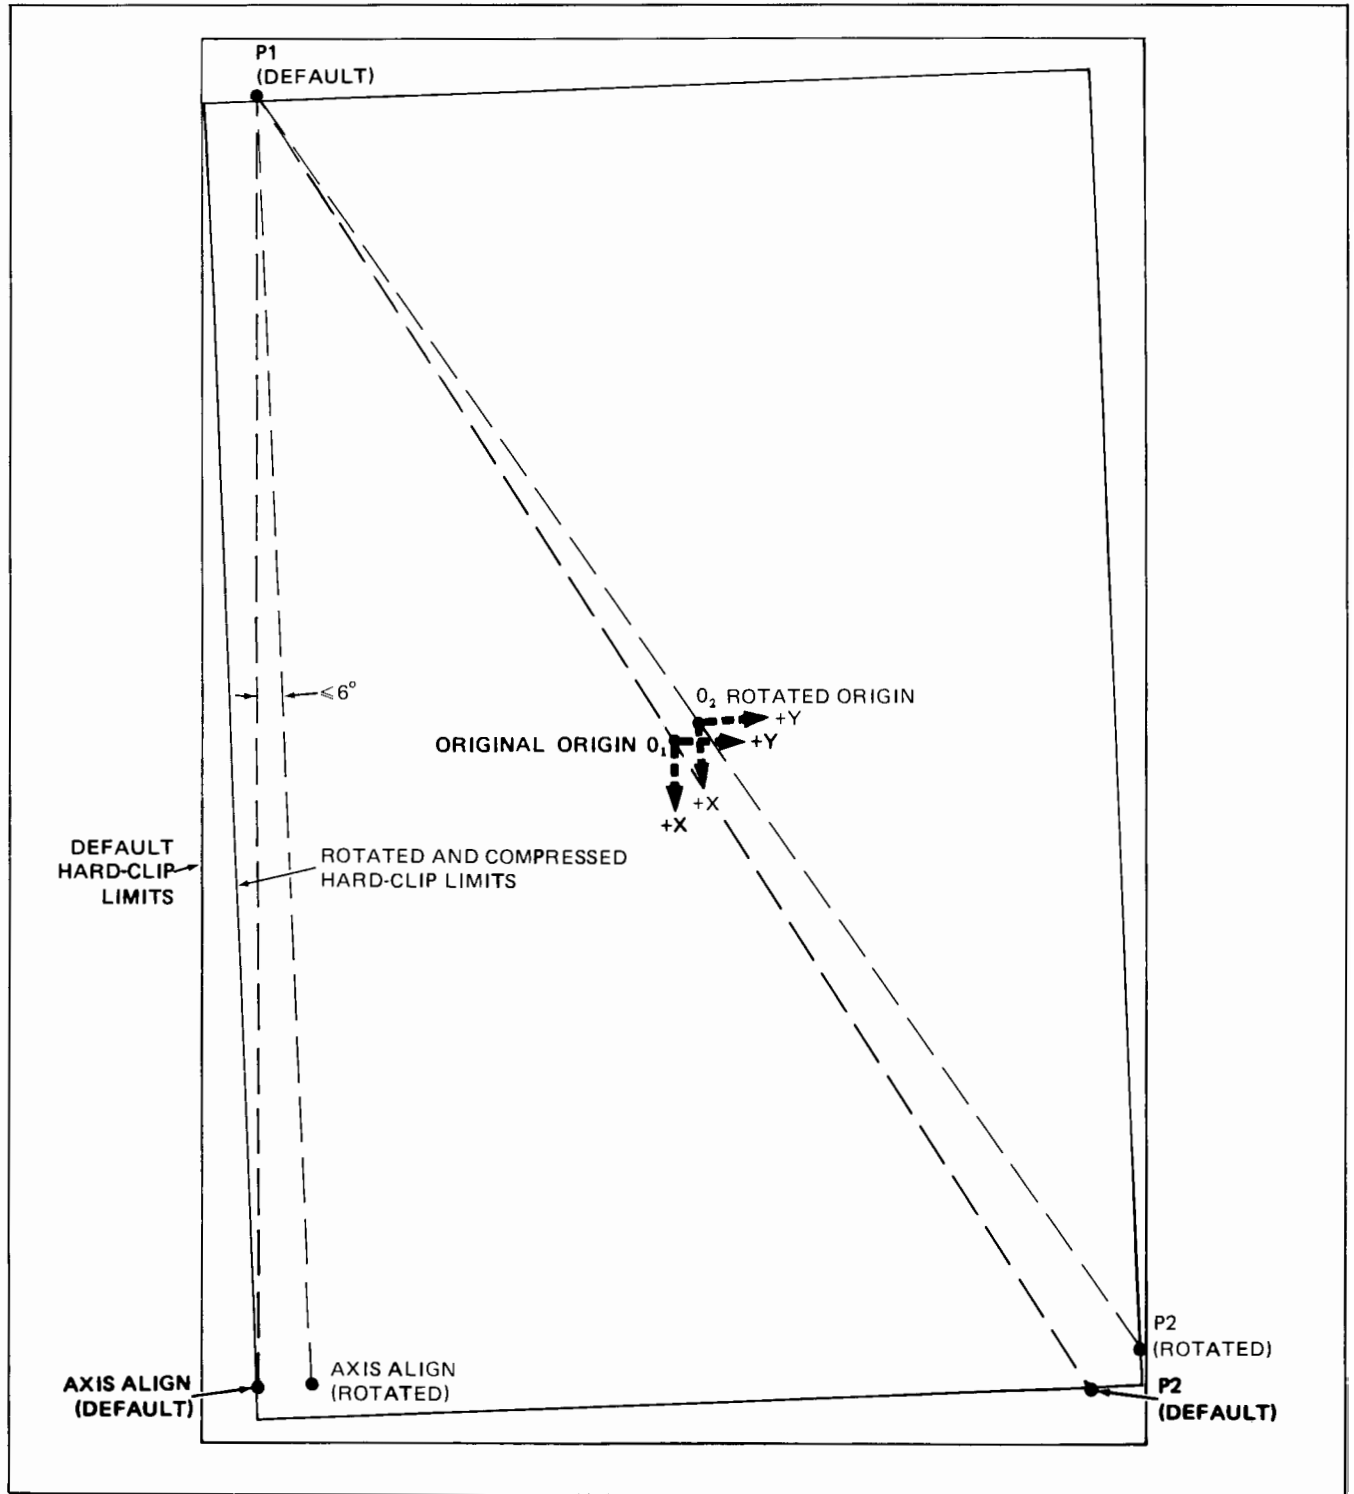 P1
(DEFAULT)
≤6°
0₂ ROTATED ORIGIN
+Y
ORIGINAL ORIGIN 0₁
+Y
+X
+X
DEFAULT
HARD-CLIP
LIMITS
ROTATED AND COMPRESSED
HARD-CLIP LIMITS
P2
(ROTATED)
AXIS ALIGN
(ROTATED)
AXIS ALIGN
(DEFAULT)
P2
(DEFAULT)